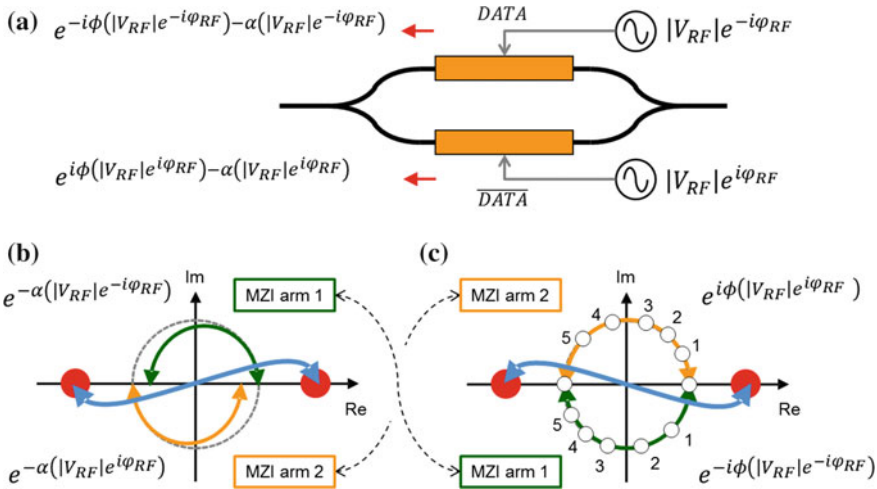 (a)
e^{-iϕ(|V_{RF}|e^{-iφ_{RF}})-α(|V_{RF}|e^{-iφ_{RF}})}
DATA
|V_{RF}|e^{-iφ_{RF}}
e^{iϕ(|V_{RF}|e^{iφ_{RF}})-α(|V_{RF}|e^{iφ_{RF}})}
\overline{DATA}
|V_{RF}|e^{iφ_{RF}}
(b)
e^{-α(|V_{RF}|e^{-iφ_{RF}})}
Im
MZI arm 1
Re
e^{-α(|V_{RF}|e^{iφ_{RF}})}
MZI arm 2
(c)
MZI arm 2
Im
e^{iϕ(|V_{RF}|e^{iφ_{RF}})}
5
4
3
2
1
Re
5
4
3
2
1
MZI arm 1
e^{-iϕ(|V_{RF}|e^{-iφ_{RF}})}